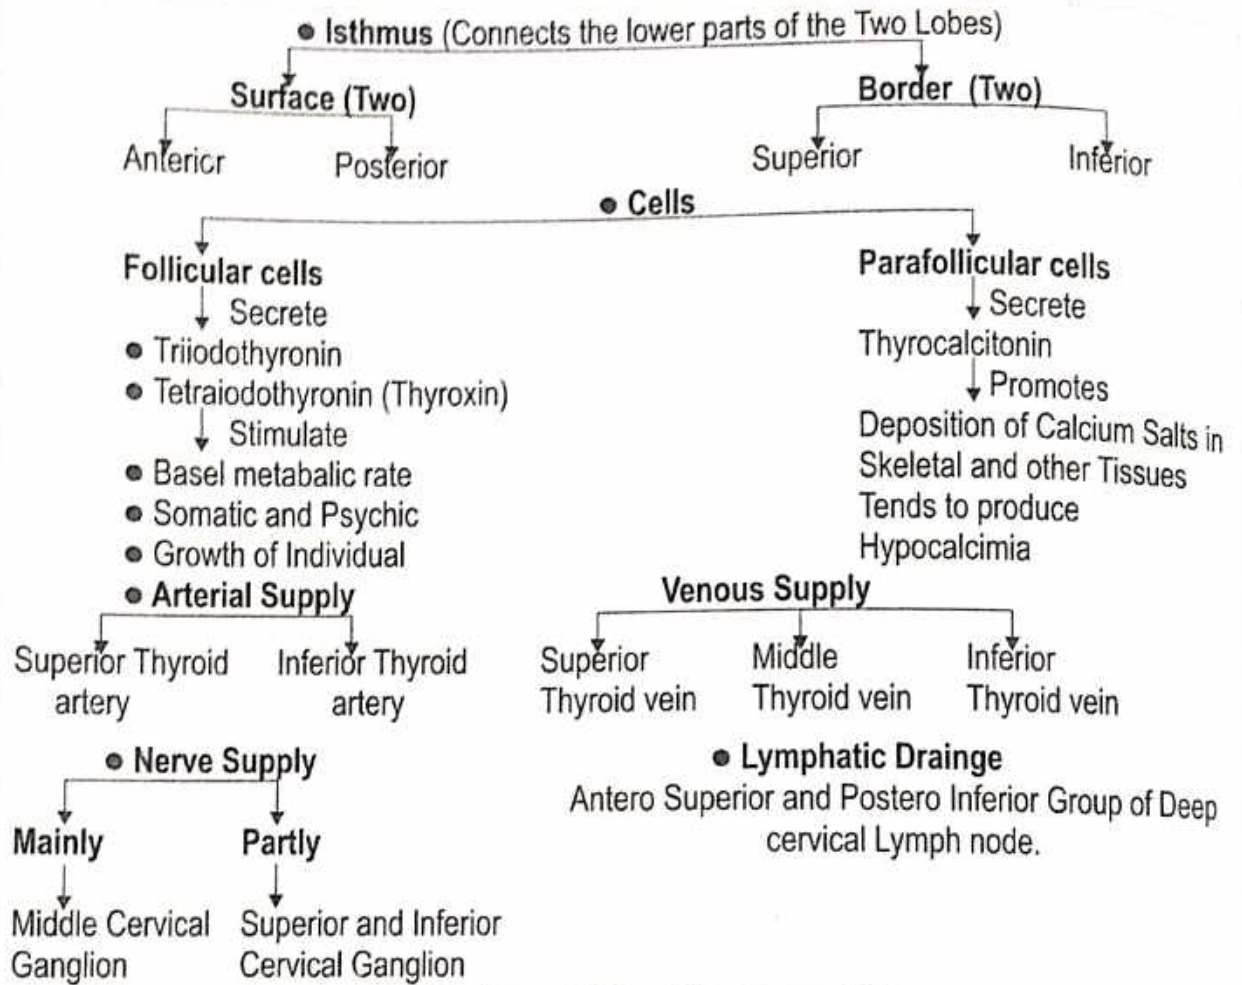 ● Isthmus (Connects the lower parts of the Two Lobes)
Surface (Two)
Border (Two)
Anterior
Posterior
Superior
Inferior
● Cells
Follicular cells
Secrete
● Triiodothyronin
● Tetraiodothyronin (Thyroxin)
Stimulate
● Basel metabalic rate
● Somatic and Psychic
● Growth of Individual
Parafollicular cells
Secrete
Thyrocalcitonin
Promotes
Deposition of Calcium Salts in
Skeletal and other Tissues
Tends to produce
Hypocalcimia
● Arterial Supply
Superior Thyroid
artery
Inferior Thyroid
artery
Venous Supply
Superior
Thyroid vein
Middle
Thyroid vein
Inferior
Thyroid vein
● Nerve Supply
Mainly
Partly
Middle Cervical
Ganglion
Superior and Inferior
Cervical Ganglion
● Lymphatic Drainge
Antero Superior and Postero Inferior Group of Deep
cervical Lymph node.